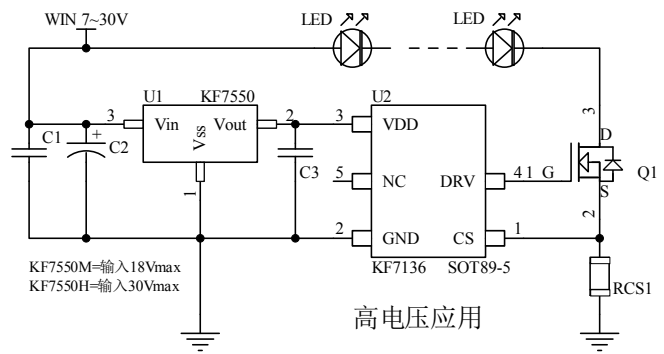 WIN 7~30V
LED
LED
U1
KF7550
U2
3
Vin
Vss
Vout
2
3
VDD
C1
+
C2
C3
5
NC
DRV
4
1
G
3
D
S
Q1
1
2
GND
CS
1
2
KF7550M=输入18Vmax
KF7550H=输入30Vmax
KF7136
SOT89-5
RCS1
高电压应用